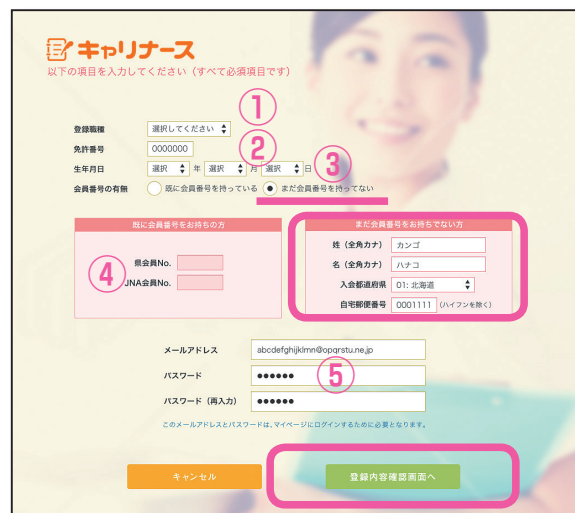 キャリナース
以下の項目を入力してください（すべて必須項目です）
①
登録職種 選択してください
②
免許番号 0000000
③
生年月日 選択 年 選択 月 選択 日
会員番号の有無 既に会員番号を持っている まだ会員番号を持ってない
既に会員番号をお持ちの方
④
県会員No.
JNA会員No.
まだ会員番号をお持ちでない方
姓（全角カナ） カンゴ
名（全角カナ） ハナコ
入会都道府県 01: 北海道
自宅郵便番号 0001111 （ハイフンを除く）
メールアドレス abcdefghijklmn@opqrstu.ne.jp
⑤
パスワード ●●●●●●
パスワード（再入力） ●●●●●●
このメールアドレスとパスワードは、マイページにログインするために必要となります。
キャンセル 登録内容確認画面へ